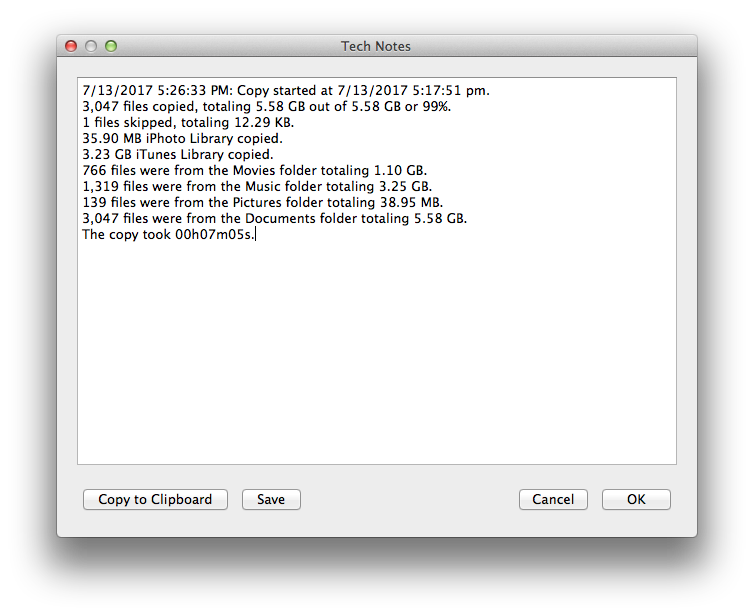 Tech Notes
7/13/2017 5:26:33 PM: Copy started at 7/13/2017 5:17:51 pm.
3,047 files copied, totaling 5.58 GB out of 5.58 GB or 99%.
1 files skipped, totaling 12.29 KB.
35.90 MB iPhoto Library copied.
3.23 GB iTunes Library copied.
766 files were from the Movies folder totaling 1.10 GB.
1,319 files were from the Music folder totaling 3.25 GB.
139 files were from the Pictures folder totaling 38.95 MB.
3,047 files were from the Documents folder totaling 5.58 GB.
The copy took 00h07m05s.
Copy to Clipboard
Save
Cancel
OK